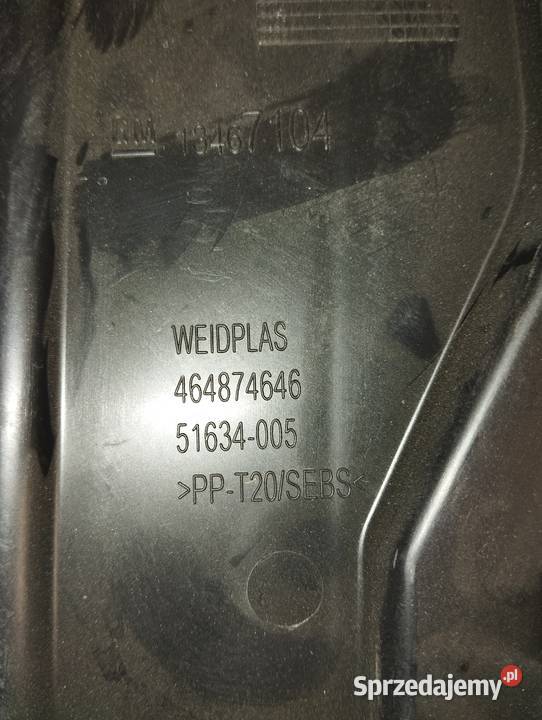 GM 13467104
WEIDPLAS
464874646
51634-005
>PP-T20/SEBS<
Sprzedajemy.pl